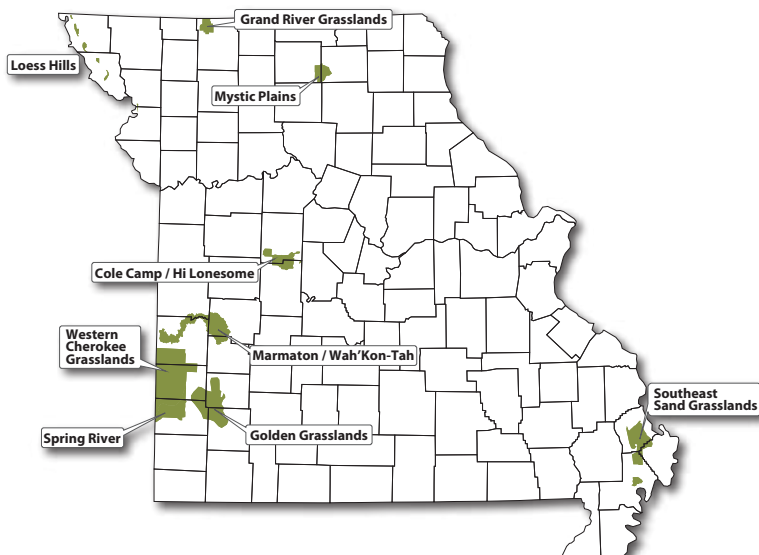 Grand River Grasslands
Loess Hills
Mystic Plains
Cole Camp / Hi Lonesome
Western
Cherokee
Grasslands
Marmaton / Wah'Kon-Tah
Southeast
Sand Grasslands
Spring River
Golden Grasslands